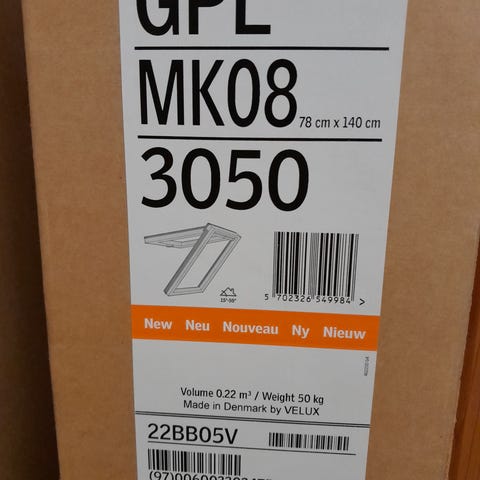 GPL
MK08 78 cm x 140 cm
3050
15°-55°
5 702326 549984 >
New Neu Nouveau Ny Nieuw
Volume 0.22 m³ / Weight 50 kg
Made in Denmark by VELUX
22BB05V